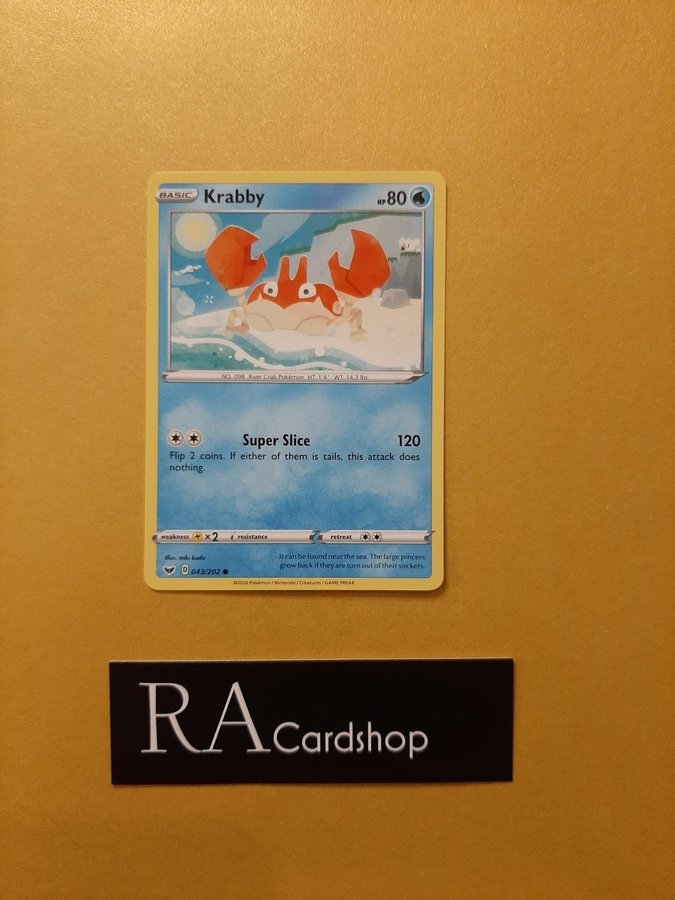 BASIC Krabby HP 80
NO. 098 River Crab Pokémon HT: 1'4" WT: 14.3 lbs.
Super Slice 120
Flip 2 coins. If either of them is tails, this attack does
nothing.
weakness ×2 resistance retreat
Illus. miki kudo
It can be found near the sea. The large pincers
grow back if they are torn out of their sockets.
D 043/202
©2020 Pokémon / Nintendo / Creatures / GAME FREAK
RA Cardshop